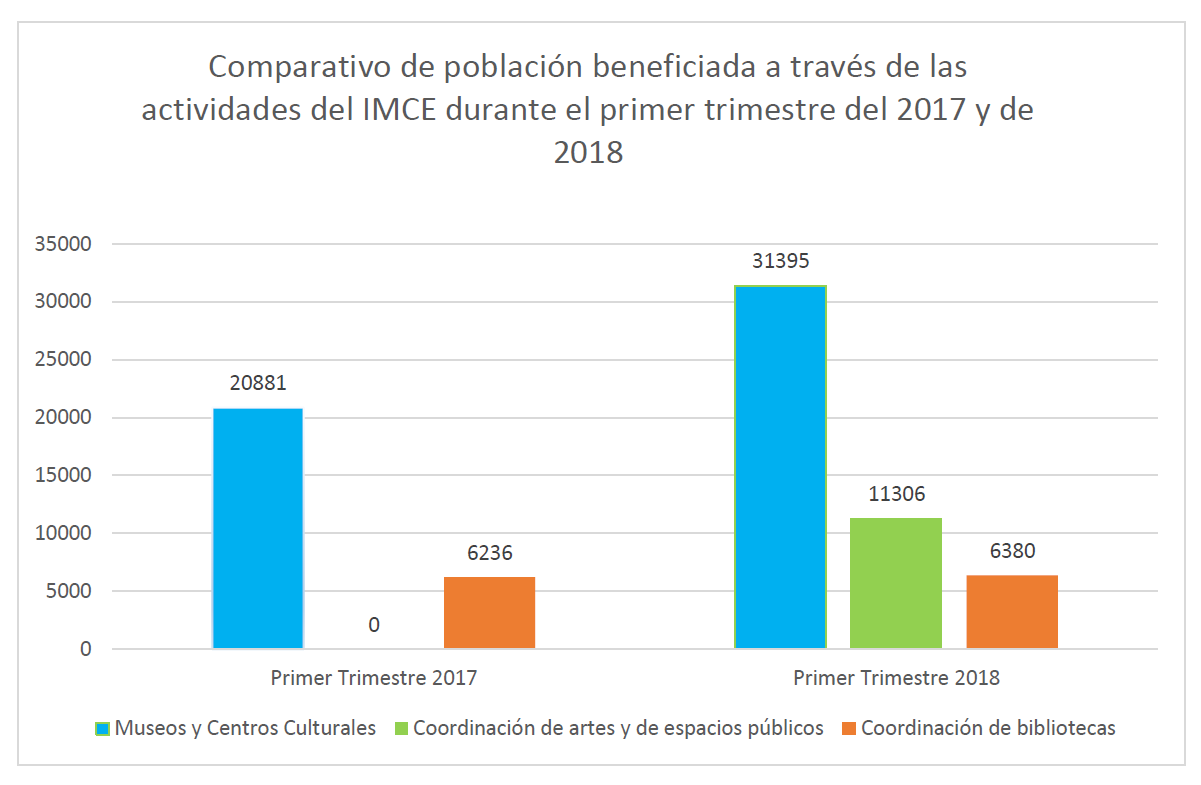 Comparativo de población beneficiada a través de las
actividades del IMCE durante el primer trimestre del 2017 y de
2018
35000
30000
25000
20000
15000
10000
5000
0
20881
0
6236
31395
11306
6380
Primer Trimestre 2017
Primer Trimestre 2018
Museos y Centros Culturales
Coordinación de artes y de espacios públicos
Coordinación de bibliotecas